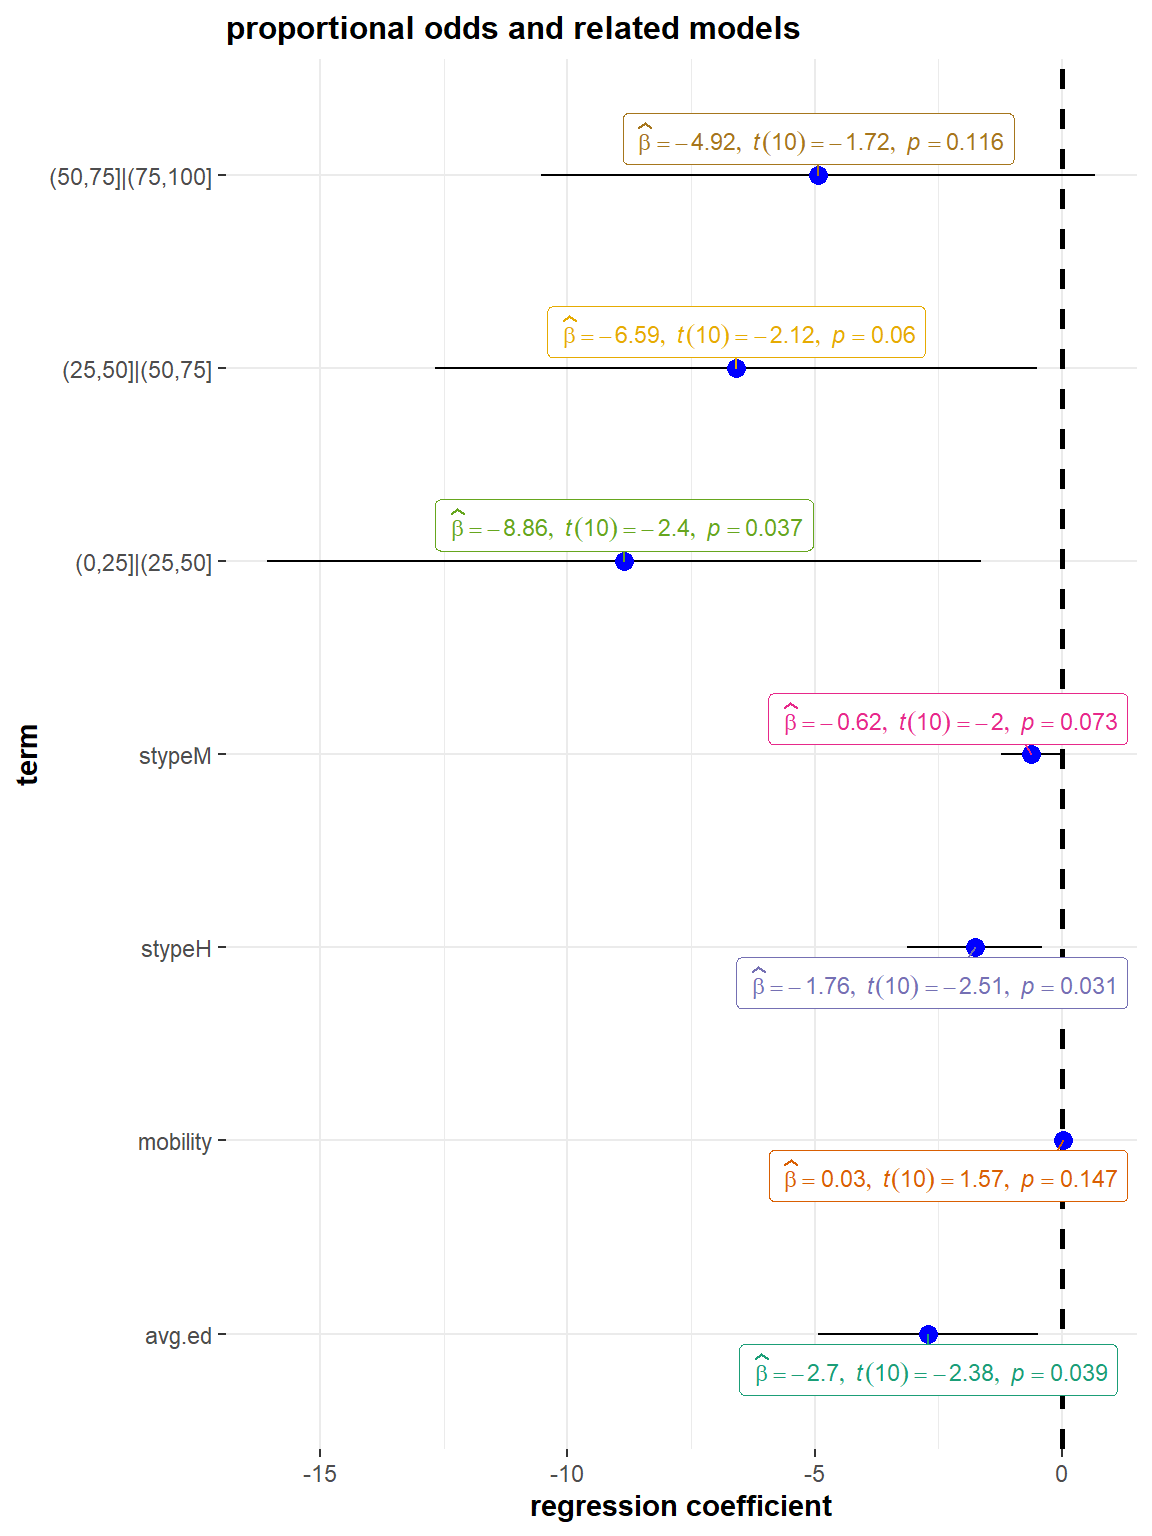 proportional odds and related models
β̂ = −4.92, t(10) = −1.72, p = 0.116
(50,75]|(75,100]
β̂ = −6.59, t(10) = −2.12, p = 0.06
(25,50]|(50,75]
β̂ = −8.86, t(10) = −2.4, p = 0.037
(0,25]|(25,50]
β̂ = −0.62, t(10) = −2, p = 0.073
term
stypeM
stypeH
β̂ = −1.76, t(10) = −2.51, p = 0.031
mobility
β̂ = 0.03, t(10) = 1.57, p = 0.147
avg.ed
β̂ = −2.7, t(10) = −2.38, p = 0.039
-15 -10 -5 0
regression coefficient